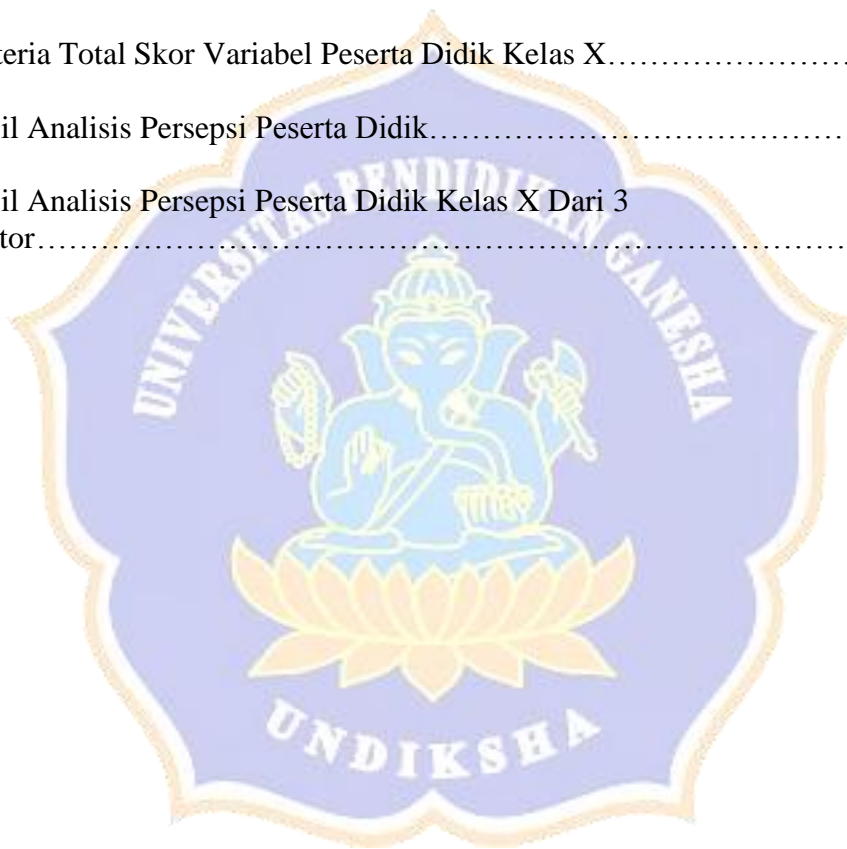 teria Total Skor Variabel Peserta Didik Kelas X……………………
il Analisis Persepsi Peserta Didik……………………………………
il Analisis Persepsi Peserta Didik Kelas X Dari 3
tor……………………………………………………………………………
UNIVERSITAS PENDIDIKAN GANESHA
UNDIKSHA